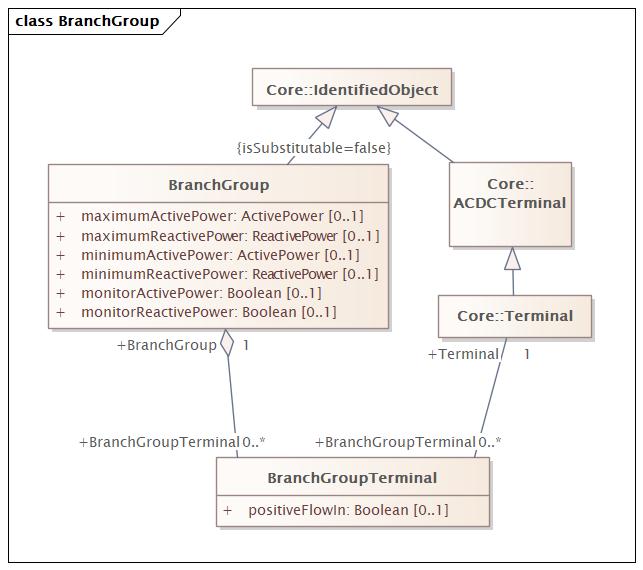 class BranchGroup
Core::IdentifiedObject
{isSubstitutable=false}
BranchGroup
+ maximumActivePower: ActivePower [0..1]
+ maximumReactivePower: ReactivePower [0..1]
+ minimumActivePower: ActivePower [0..1]
+ minimumReactivePower: ReactivePower [0..1]
+ monitorActivePower: Boolean [0..1]
+ monitorReactivePower: Boolean [0..1]
Core::
ACDCTerminal
Core::Terminal
+BranchGroup 1
+Terminal 1
+BranchGroupTerminal 0..*
+BranchGroupTerminal 0..*
BranchGroupTerminal
+ positiveFlowIn: Boolean [0..1]